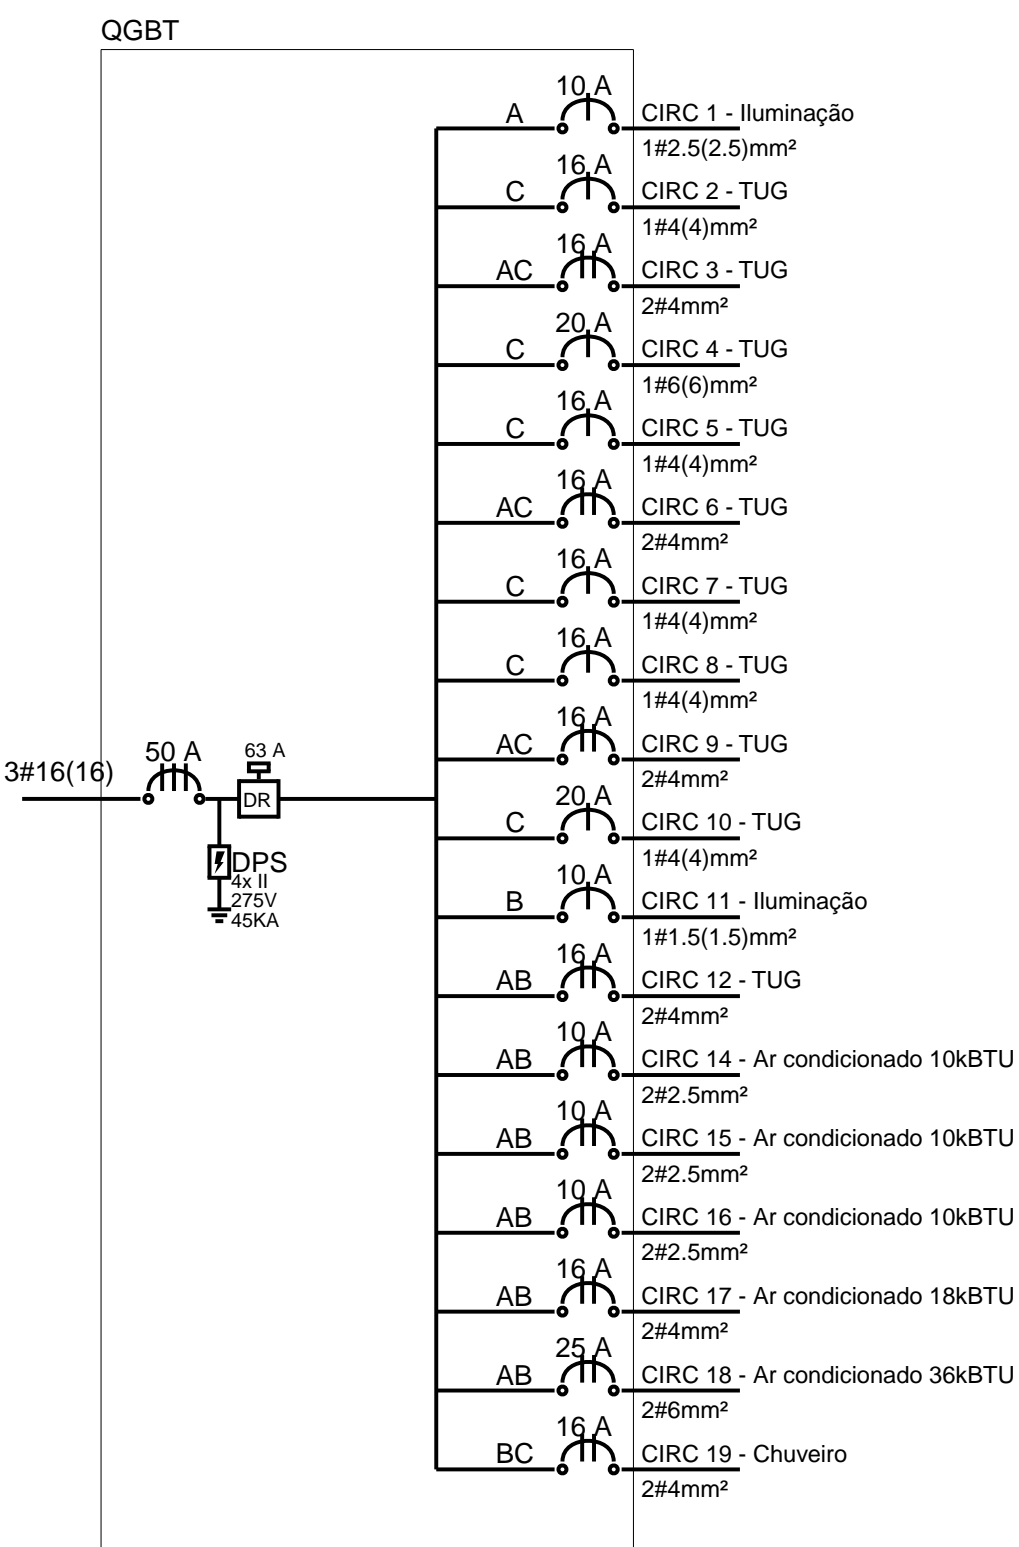 QGBT
10 A
A
CIRC 1 - Iluminação
1#2.5(2.5)mm²
16 A
C
CIRC 2 - TUG
1#4(4)mm²
16 A
AC
CIRC 3 - TUG
2#4mm²
20 A
C
CIRC 4 - TUG
1#6(6)mm²
16 A
C
CIRC 5 - TUG
1#4(4)mm²
16 A
AC
CIRC 6 - TUG
2#4mm²
16 A
C
CIRC 7 - TUG
1#4(4)mm²
16 A
C
CIRC 8 - TUG
1#4(4)mm²
16 A
AC
CIRC 9 - TUG
2#4mm²
3#16(16)
50 A
63 A
DR
DPS
4x II
275V
45KA
20 A
C
CIRC 10 - TUG
1#4(4)mm²
10 A
B
CIRC 11 - Iluminação
1#1.5(1.5)mm²
16 A
AB
CIRC 12 - TUG
2#4mm²
10 A
AB
CIRC 14 - Ar condicionado 10kBTU
2#2.5mm²
10 A
AB
CIRC 15 - Ar condicionado 10kBTU
2#2.5mm²
10 A
AB
CIRC 16 - Ar condicionado 10kBTU
2#2.5mm²
16 A
AB
CIRC 17 - Ar condicionado 18kBTU
2#4mm²
25 A
AB
CIRC 18 - Ar condicionado 36kBTU
2#6mm²
16 A
BC
CIRC 19 - Chuveiro
2#4mm²